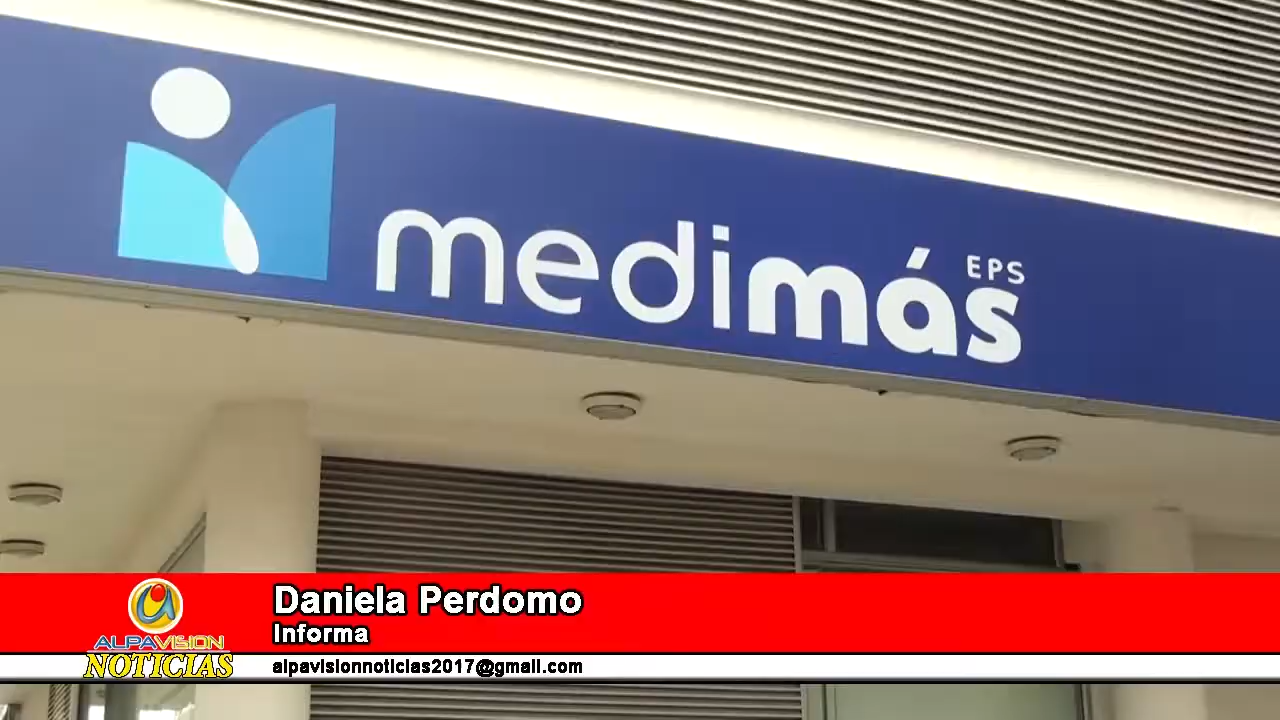 medimás EPS
Daniela Perdomo
Informa
ALPAVISION
NOTICIAS
alpavisionnoticias2017@gmail.com